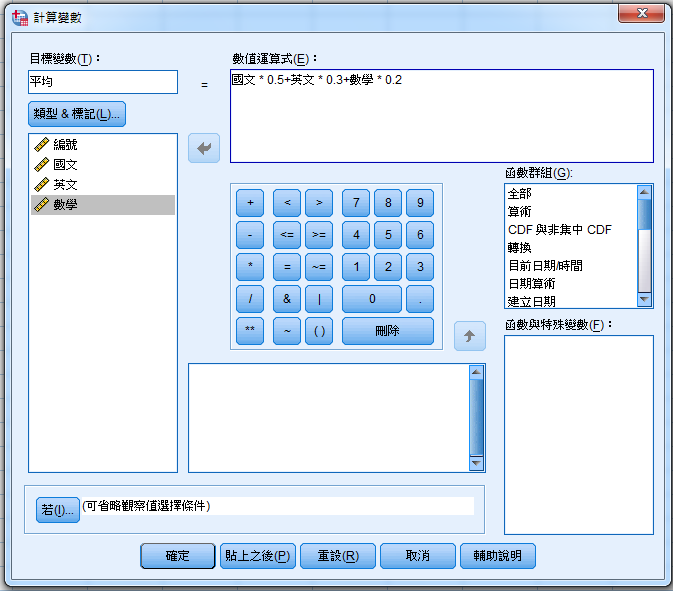 計算變數
目標變數(T)：
平均
=
數值運算式(E)：
國文 * 0.5+英文 * 0.3+數學 * 0.2
類型 & 標記(L)...
編號
國文
英文
數學
+ < > 7 8 9
- <= >= 4 5 6
* = ~= 1 2 3
/ & | 0 .
** ~ ( ) 刪除
函數群組(G):
全部
算術
CDF 與非集中 CDF
轉換
目前日期/時間
日期算術
建立日期
函數與特殊變數(F)：
若(I)... (可省略觀察值選擇條件)
確定 貼上之後(P) 重設(R) 取消 輔助說明